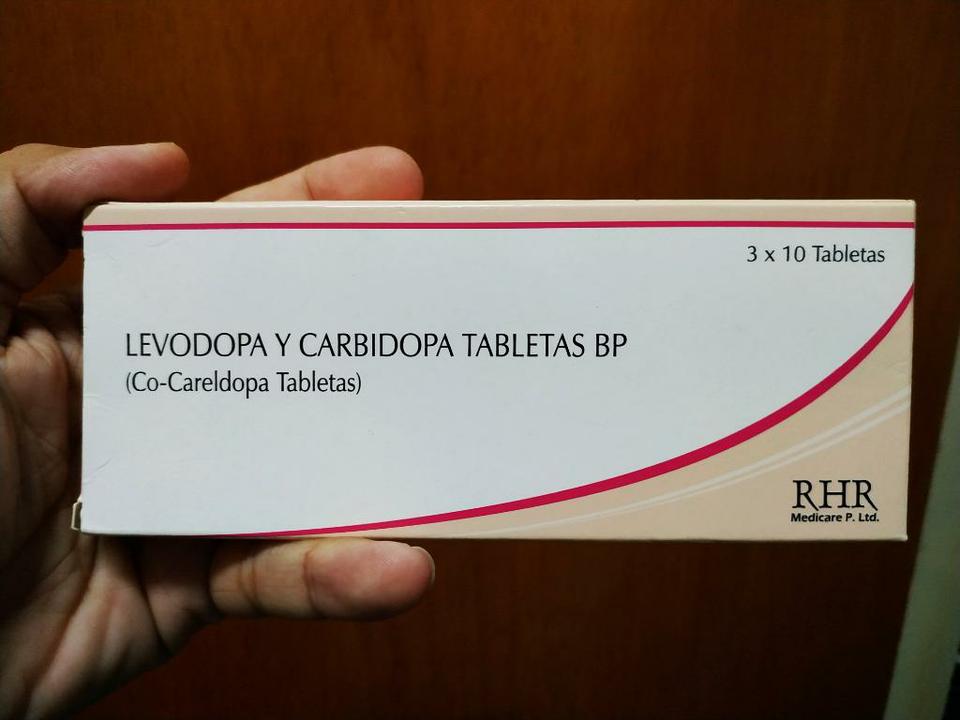 3 x 10 Tabletas
LEVODOPA Y CARBIDOPA TABLETAS BP
(Co-Careldopa Tabletas)
RHR
Medicare P. Ltd.